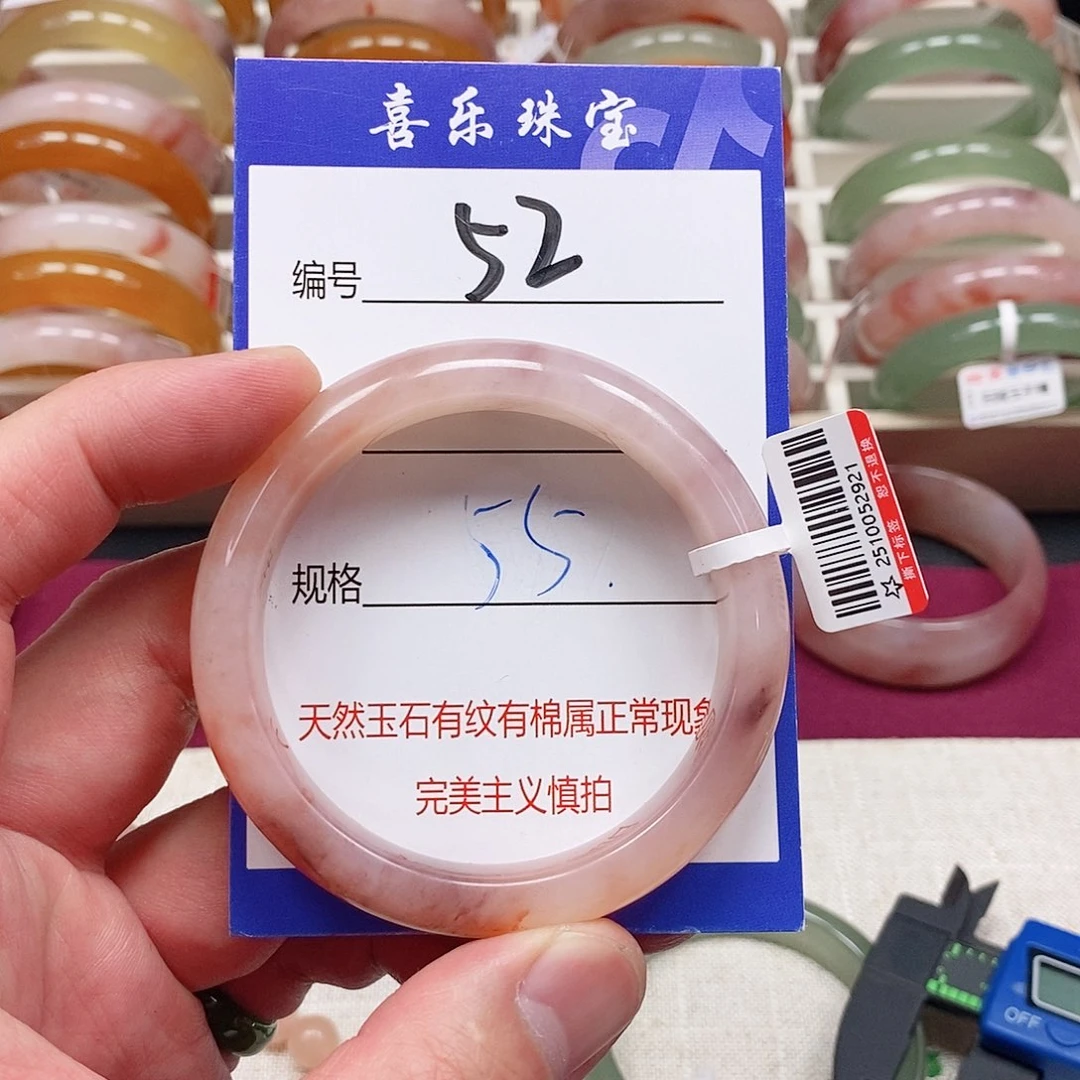 喜乐珠宝
编号 52
规格 55.
天然玉石有纹有棉属正常现象
完美主义慎拍
☆ 2510052921
撕下标签 恕不退换
OFF